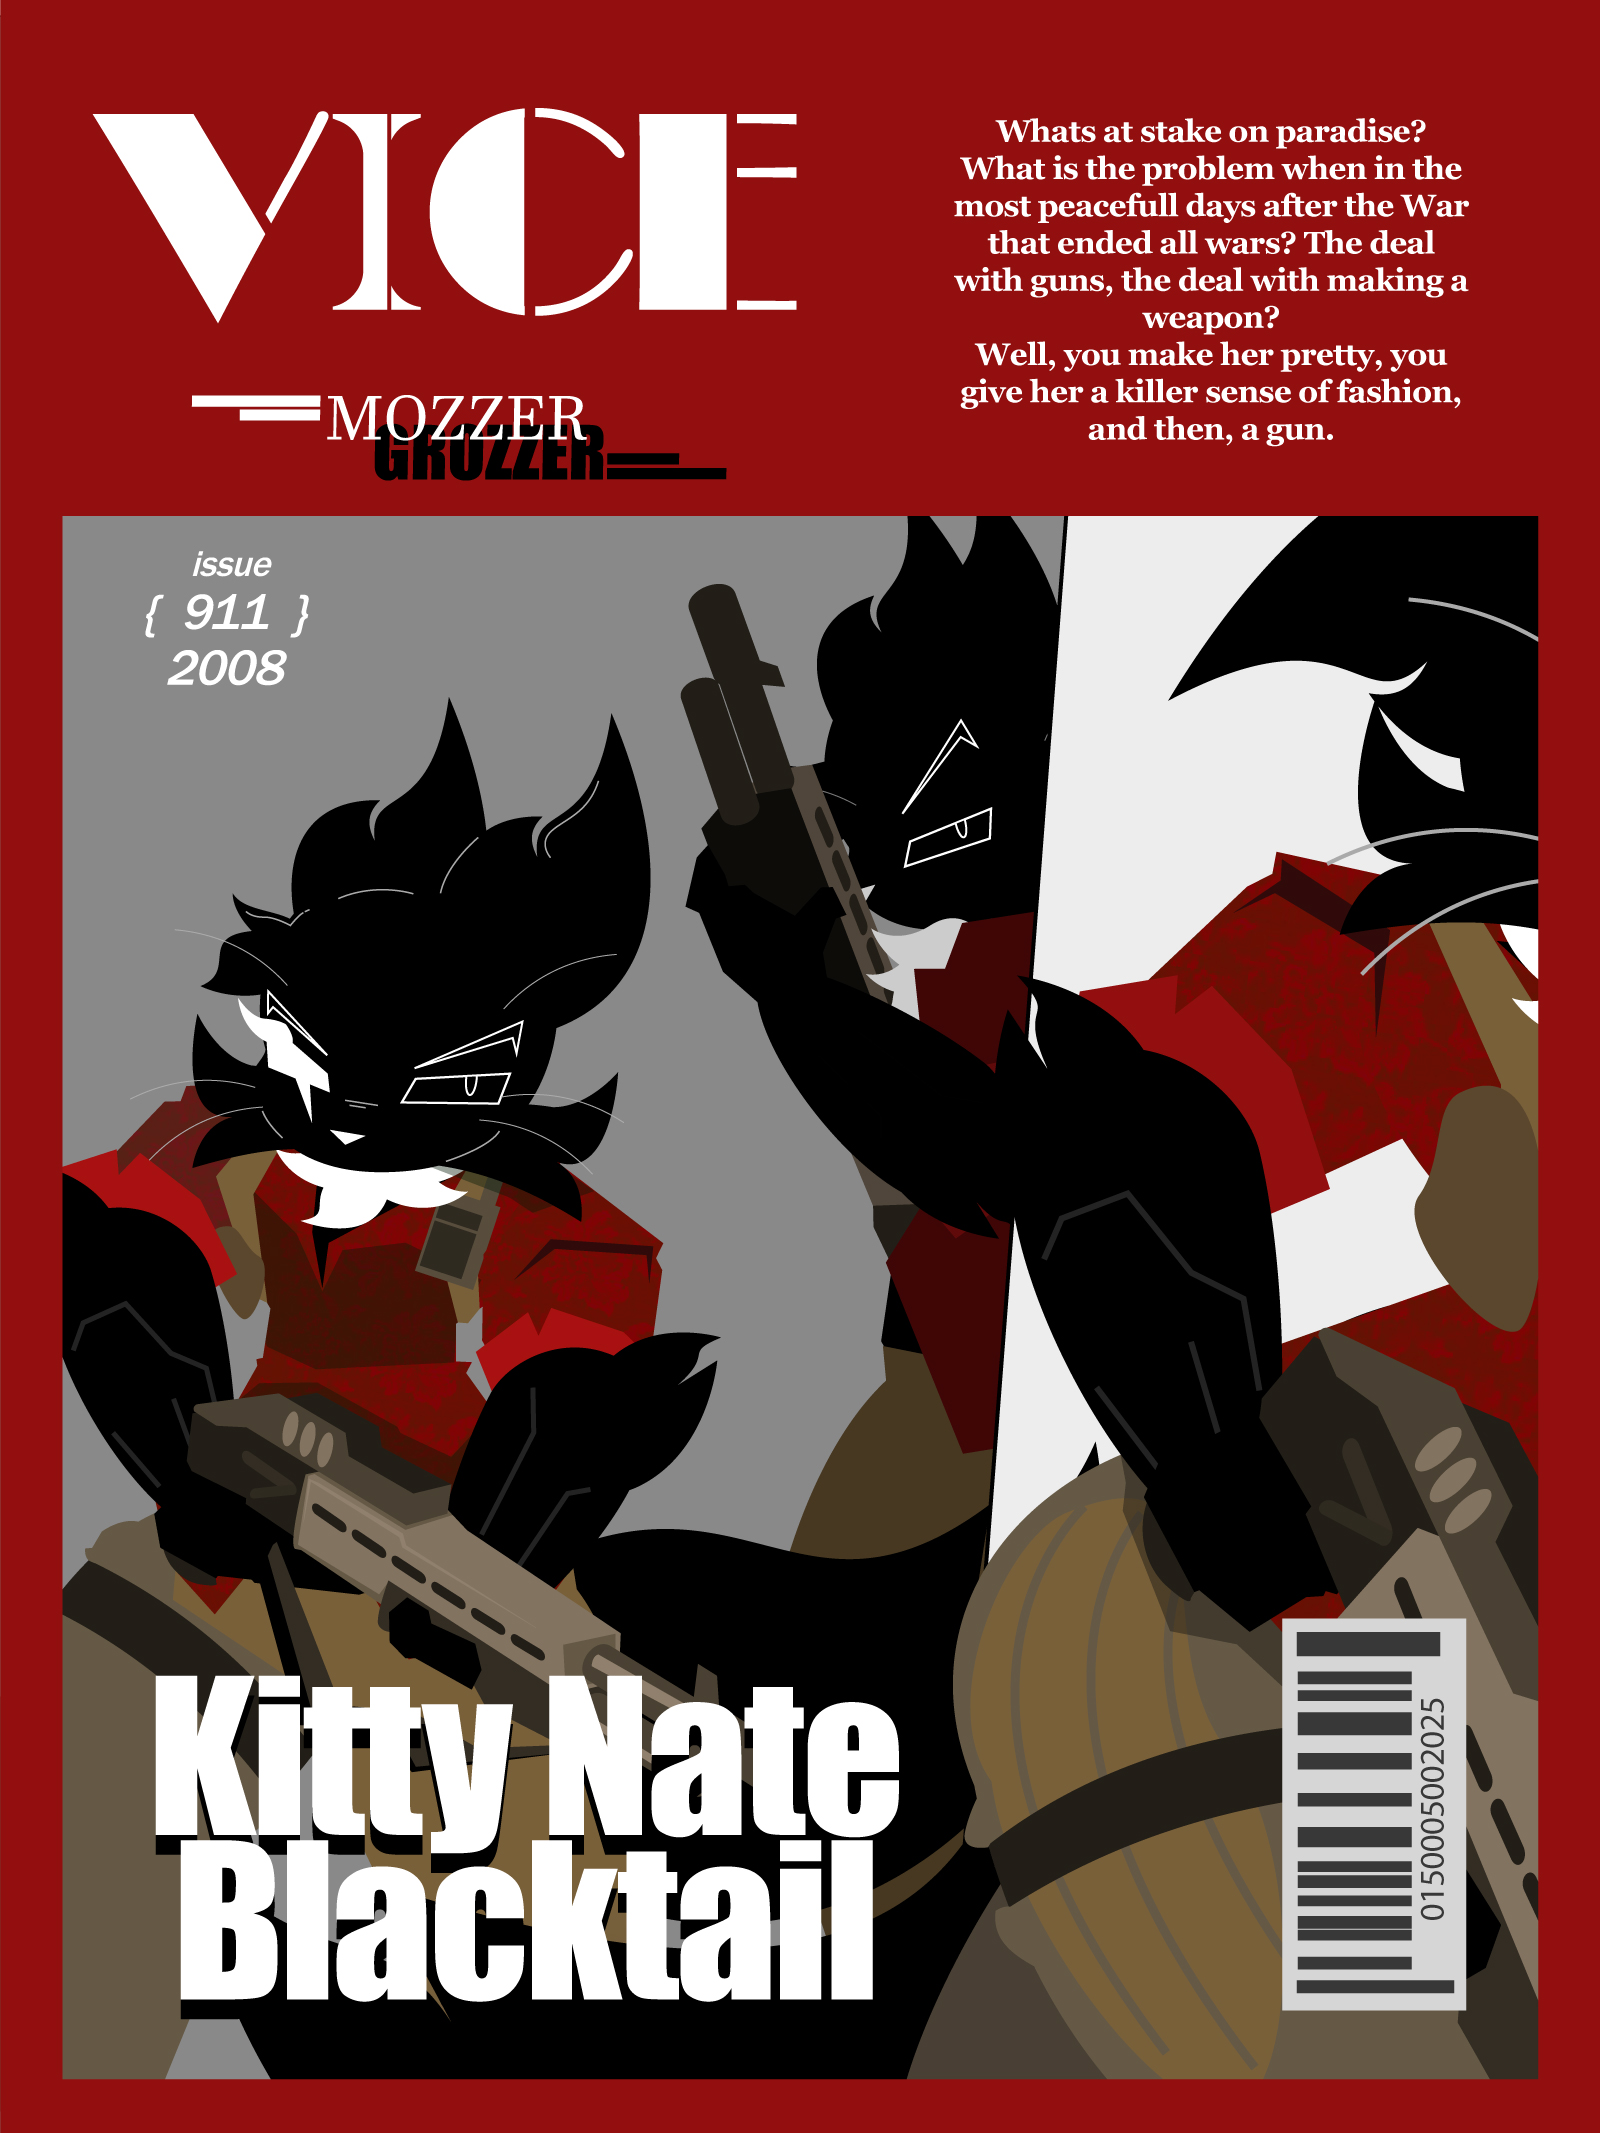 VICE
MOZZER
GROZZER
Whats at stake on paradise?
What is the problem when in the
most peacefull days after the War
that ended all wars? The deal
with guns, the deal with making a
weapon?
Well, you make her pretty, you
give her a killer sense of fashion,
and then, a gun.
issue
{ 911 }
2008
Kitty Nate
Blacktail
0150005002025